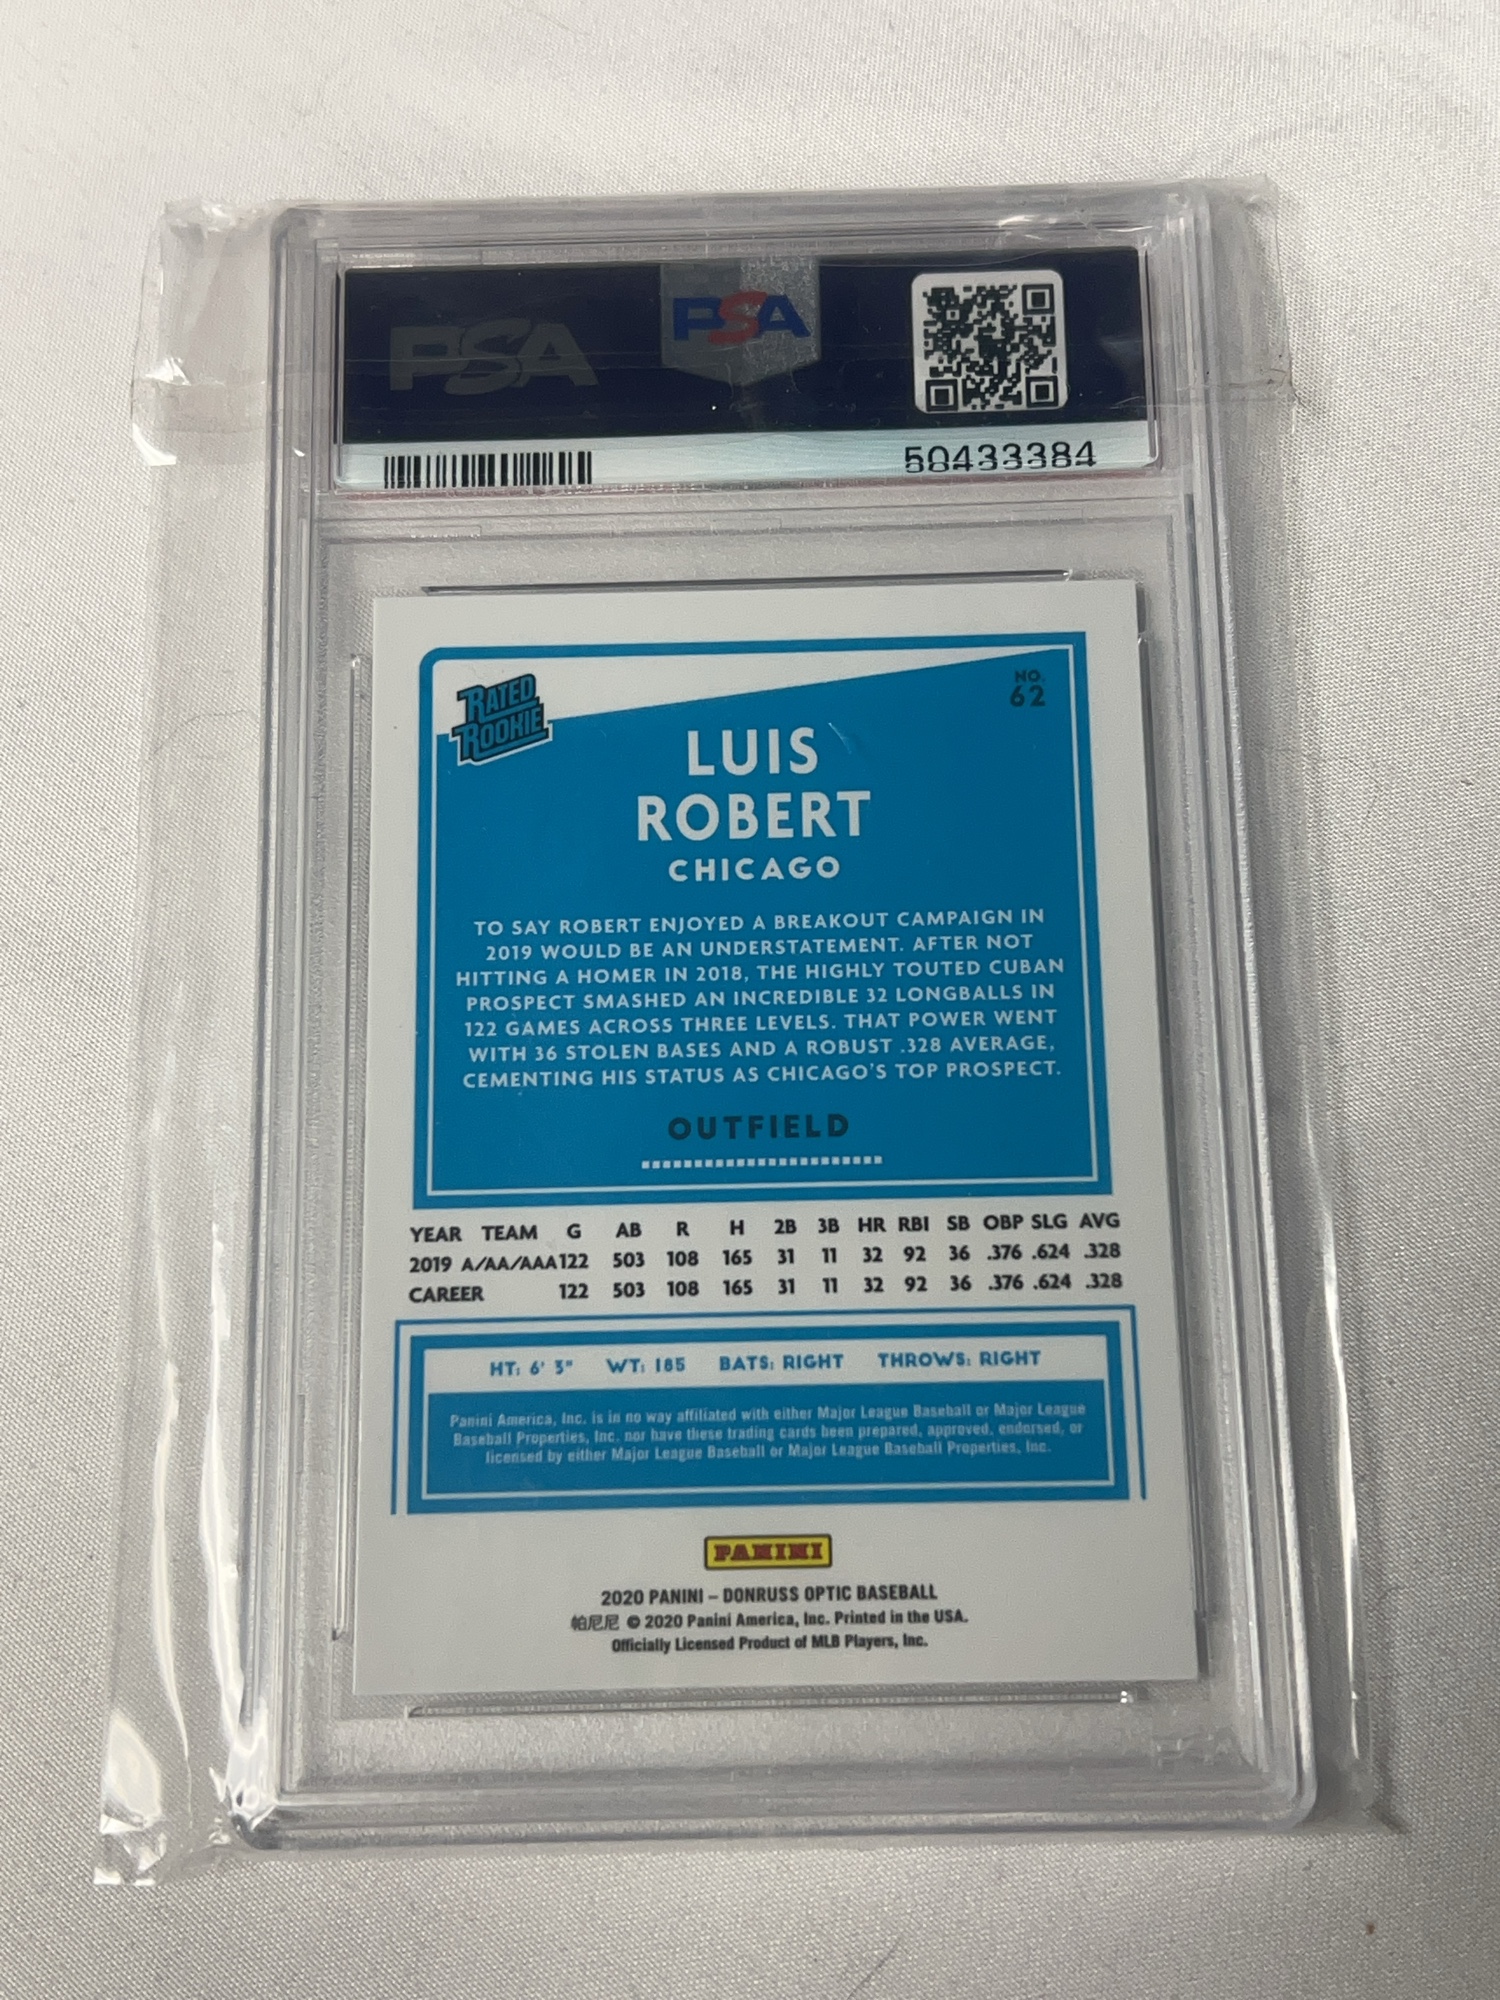 PSA
PSA
50433384
RATED
ROOKIE
NO.
62
LUIS
ROBERT
CHICAGO
TO SAY ROBERT ENJOYED A BREAKOUT CAMPAIGN IN
2019 WOULD BE AN UNDERSTATEMENT. AFTER NOT
HITTING A HOMER IN 2018, THE HIGHLY TOUTED CUBAN
PROSPECT SMASHED AN INCREDIBLE 32 LONGBALLS IN
122 GAMES ACROSS THREE LEVELS. THAT POWER WENT
WITH 36 STOLEN BASES AND A ROBUST .328 AVERAGE,
CEMENTING HIS STATUS AS CHICAGO'S TOP PROSPECT.
OUTFIELD
YEAR TEAM G AB R H 2B 3B HR RBI SB OBP SLG AVG
2019 A/AA/AAA 122 503 108 165 31 11 32 92 36 .376 .624 .328
CAREER 122 503 108 165 31 11 32 92 36 .376 .624 .328
HT: 6' 3" WT: 185 BATS: RIGHT THROWS: RIGHT
Panini America, Inc. is in no way affiliated with either Major League Baseball or Major League
Baseball Properties, Inc. nor have these trading cards been prepared, approved, endorsed, or
licensed by either Major League Baseball or Major League Baseball Properties, Inc.
PANINI
2020 PANINI – DONRUSS OPTIC BASEBALL
帕尼尼 © 2020 Panini America, Inc. Printed in the USA.
Officially Licensed Product of MLB Players, Inc.